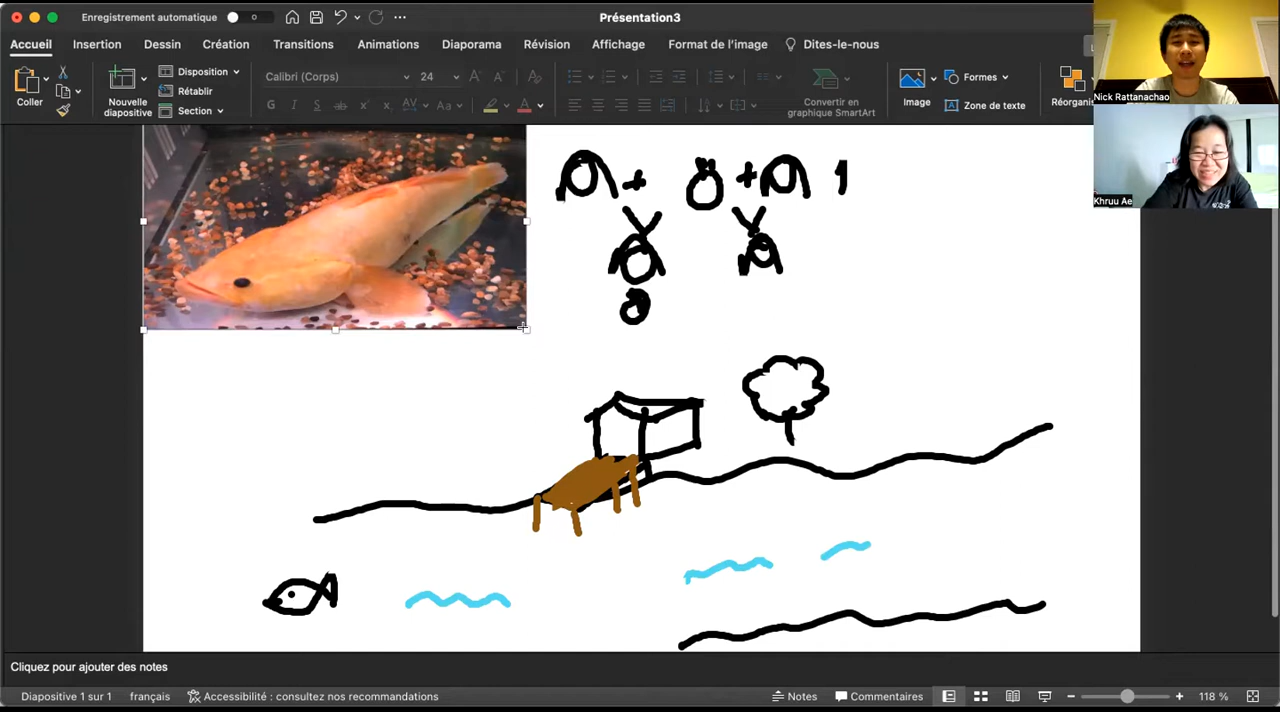 Enregistrement automatique
Présentation3
Accueil Insertion Dessin Création Transitions Animations Diaporama Révision Affichage Format de l'image Dites-le-nous
Coller
Nouvelle diapositive
Disposition
Rétablir
Section
Calibri (Corps) 24
G I S ab
Convertir en graphique SmartArt
Image
Formes
Zone de texte
Réorganis
Nick Rattanachao
Khruu Ae
Cliquez pour ajouter des notes
Diapositive 1 sur 1 français Accessibilité : consultez nos recommandations Notes Commentaires 118 %